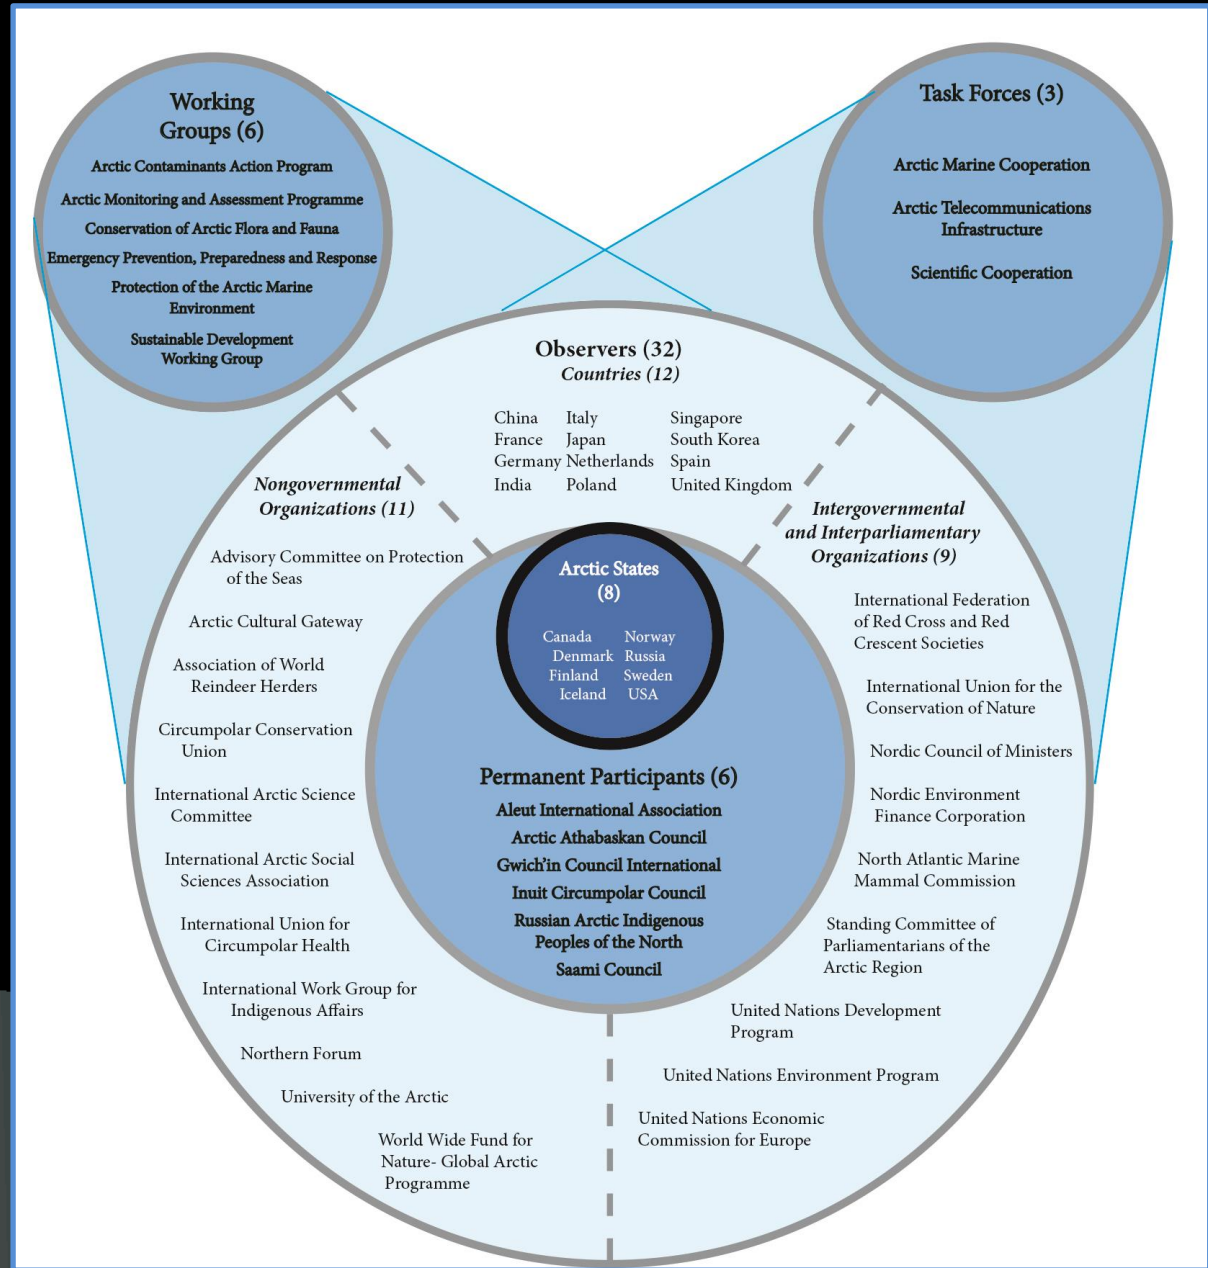 Working
Groups (6)
Arctic Contaminants Action Program
Arctic Monitoring and Assessment Programme
Conservation of Arctic Flora and Fauna
Emergency Prevention, Preparedness and Response
Protection of the Arctic Marine
Environment
Sustainable Development
Working Group
Task Forces (3)
Arctic Marine Cooperation
Arctic Telecommunications
Infrastructure
Scientific Cooperation
Observers (32)
Countries (12)
China Italy Singapore
France Japan South Korea
Germany Netherlands Spain
India Poland United Kingdom
Nongovernmental
Organizations (11)
Advisory Committee on Protection
of the Seas
Arctic Cultural Gateway
Association of World
Reindeer Herders
Circumpolar Conservation
Union
International Arctic Science
Committee
International Arctic Social
Sciences Association
International Union for
Circumpolar Health
International Work Group for
Indigenous Affairs
Northern Forum
University of the Arctic
World Wide Fund for
Nature- Global Arctic
Programme
Arctic States
(8)
Canada Norway
Denmark Russia
Finland Sweden
Iceland USA
Permanent Participants (6)
Aleut International Association
Arctic Athabaskan Council
Gwich'in Council International
Inuit Circumpolar Council
Russian Arctic Indigenous
Peoples of the North
Saami Council
Intergovernmental
and Interparliamentary
Organizations (9)
International Federation
of Red Cross and Red
Crescent Societies
International Union for the
Conservation of Nature
Nordic Council of Ministers
Nordic Environment
Finance Corporation
North Atlantic Marine
Mammal Commission
Standing Committee of
Parliamentarians of the
Arctic Region
United Nations Development
Program
United Nations Environment Program
United Nations Economic
Commission for Europe